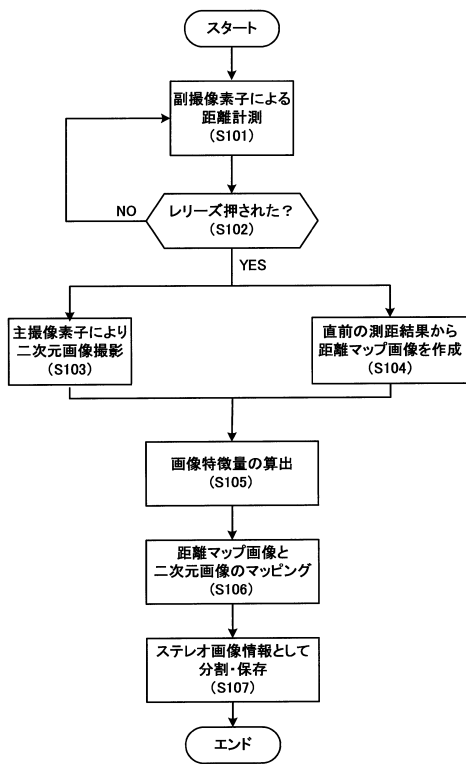 スタート
副撮像素子による
距離計測
(S101)
NO
レリーズ押された？
(S102)
YES
主撮像素子により
二次元画像撮影
(S103)
直前の測距結果から
距離マップ画像を作成
(S104)
画像特徴量の算出
(S105)
距離マップ画像と
二次元画像のマッピング
(S106)
ステレオ画像情報として
分割・保存
(S107)
エンド